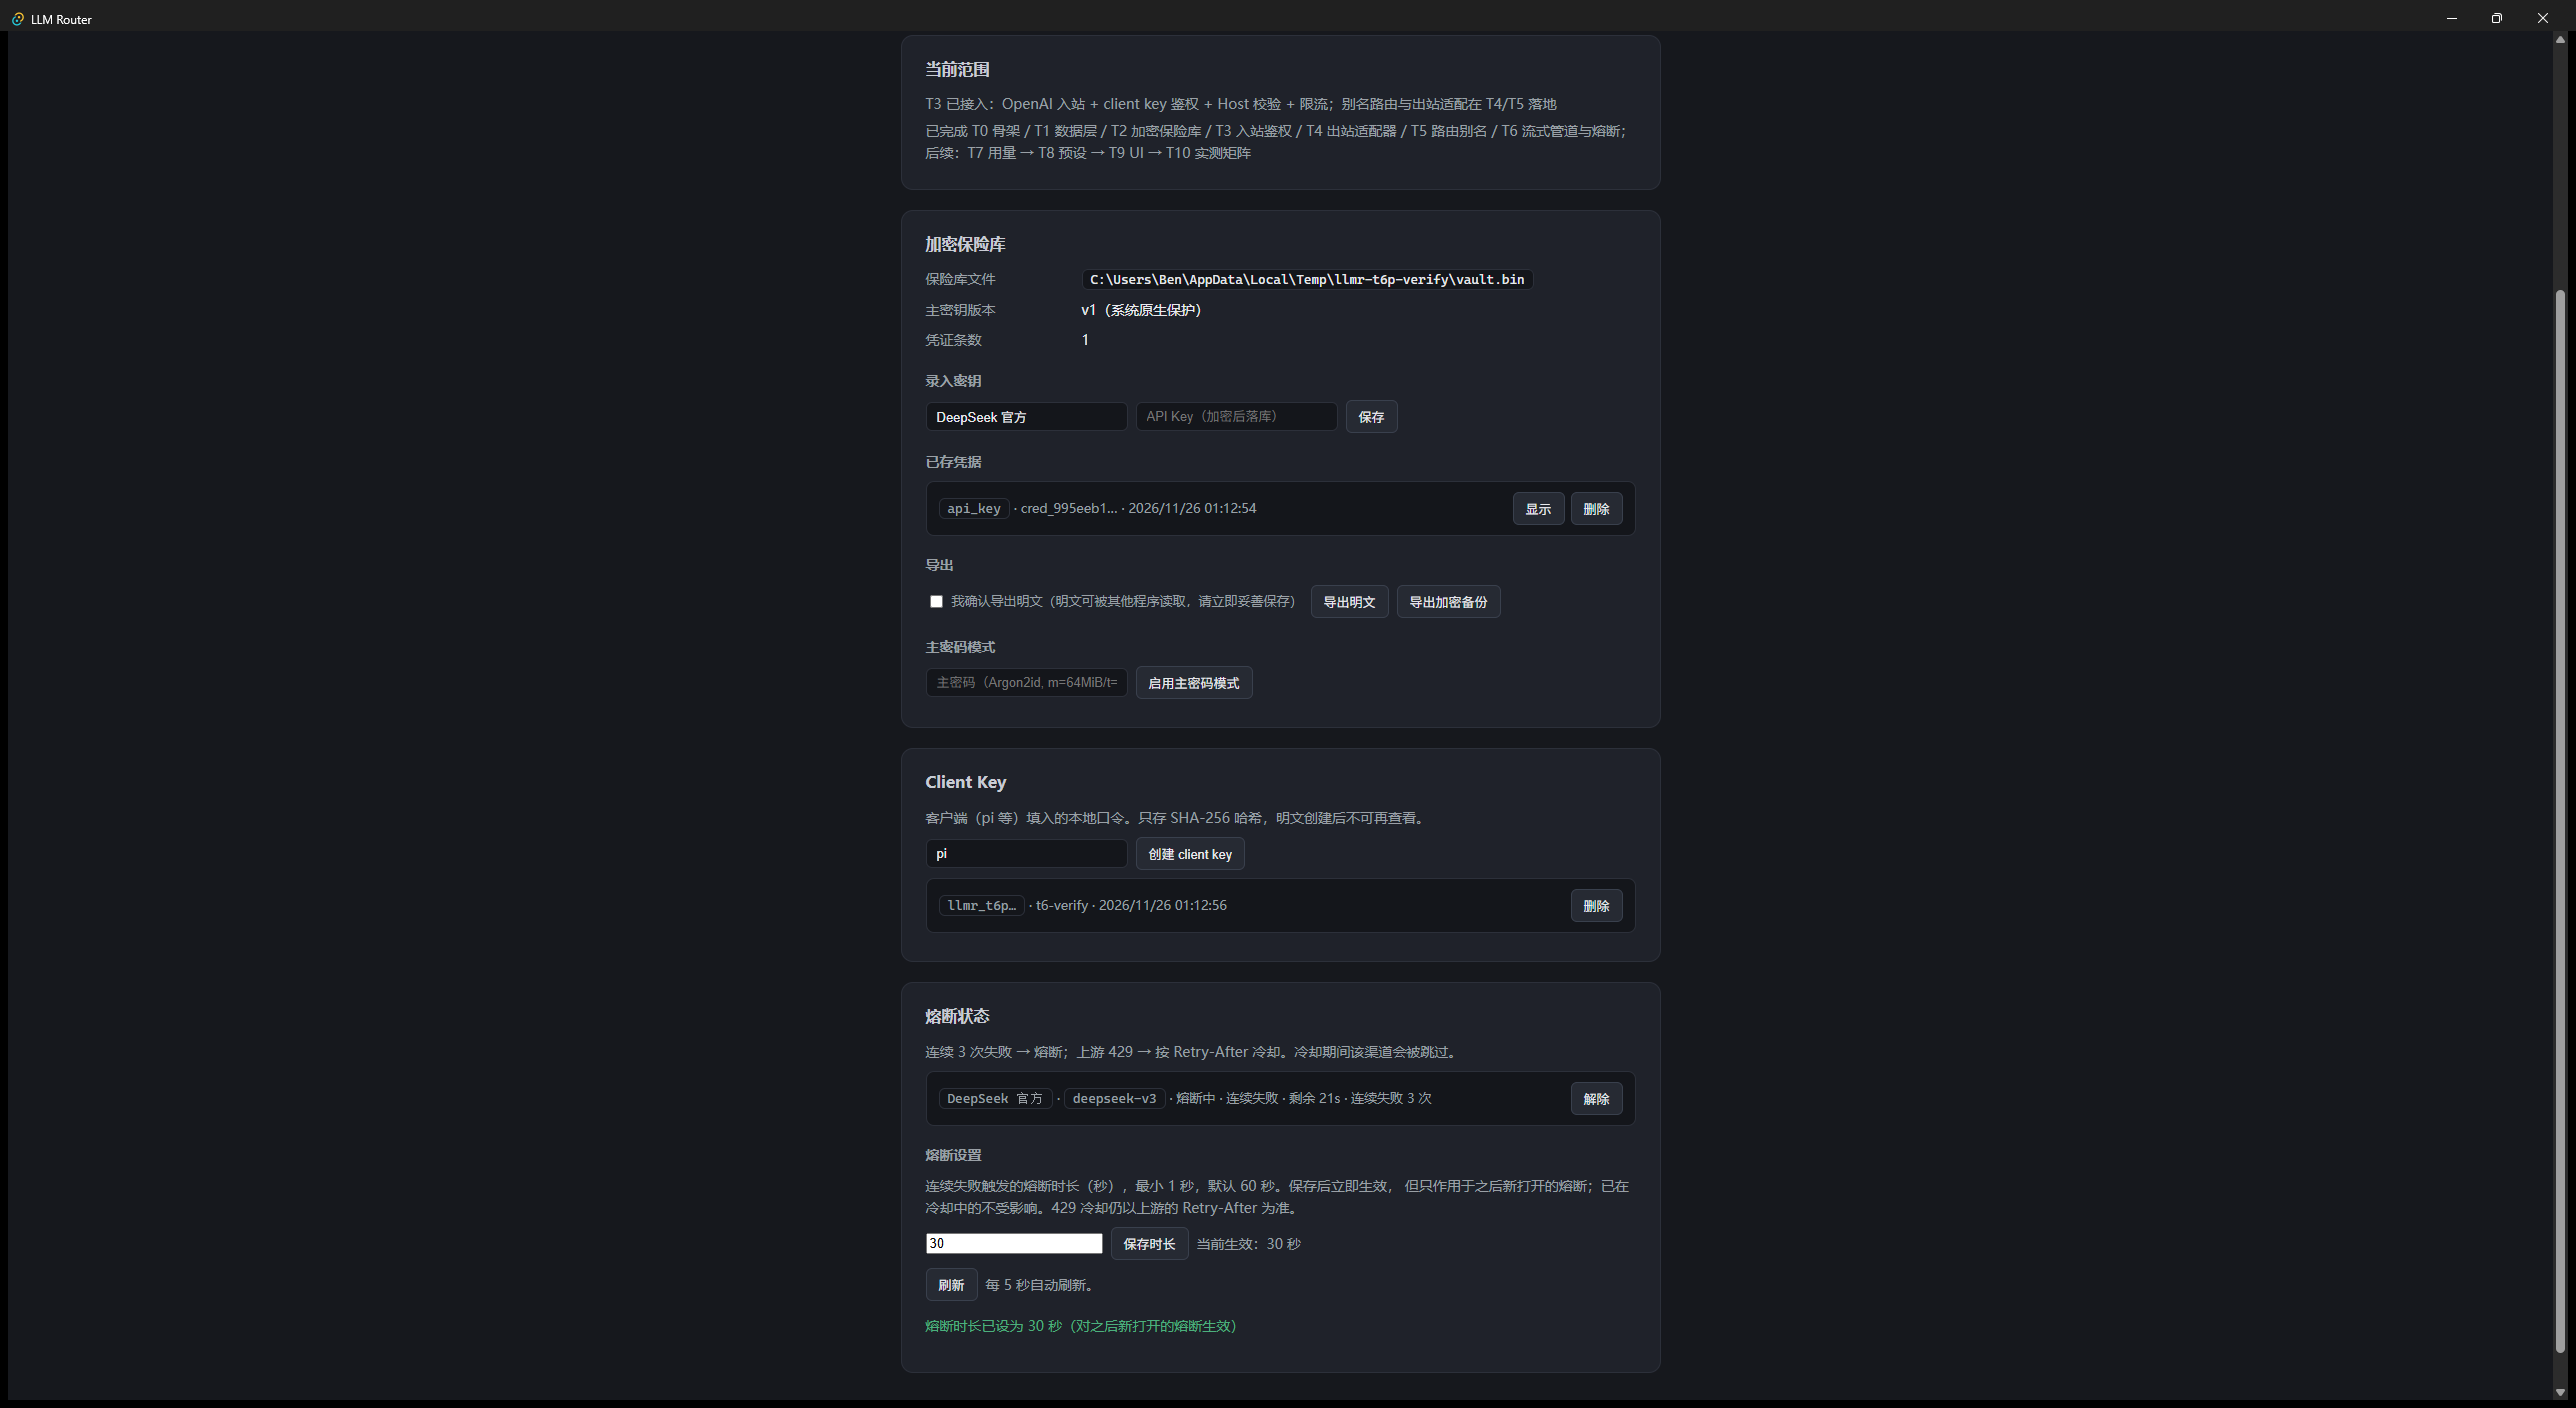 LLM Router
当前范围
T3 已接入：OpenAI 入站 + client key 鉴权 + Host 校验 + 限流；别名路由与出站适配在 T4/T5 落地
已完成 T0 骨架 / T1 数据层 / T2 加密保险库 / T3 入站鉴权 / T4 出站适配器 / T5 路由别名 / T6 流式管道与熔断；
后续：T7 用量 → T8 预设 → T9 UI → T10 实测矩阵
加密保险库
保险库文件 C:\Users\Ben\AppData\Local\Temp\llmr-t6p-verify\vault.bin
主密钥版本 v1（系统原生保护）
凭证条数 1
录入密钥
DeepSeek 官方 API Key（加密后落库） 保存
已存凭据
api_key · cred_995eeb1... · 2026/11/26 01:12:54 显示 删除
导出
我确认导出明文（明文可被其他程序读取，请立即妥善保存） 导出明文 导出加密备份
主密码模式
主密码（Argon2id, m=64MiB/t= 启用主密码模式
Client Key
客户端（pi 等）填入的本地口令。只存 SHA-256 哈希，明文创建后不可再查看。
pi 创建 client key
llmr_t6p… · t6-verify · 2026/11/26 01:12:56 删除
熔断状态
连续 3 次失败 → 熔断；上游 429 → 按 Retry-After 冷却。冷却期间该渠道会被跳过。
DeepSeek 官方 · deepseek-v3 · 熔断中 · 连续失败 · 剩余 21s · 连续失败 3 次 解除
熔断设置
连续失败触发的熔断时长（秒），最小 1 秒，默认 60 秒。保存后立即生效， 但只作用于之后新打开的熔断；已在
冷却中的不受影响。429 冷却仍以上游的 Retry-After 为准。
30 保存时长 当前生效：30 秒
刷新 每 5 秒自动刷新。
熔断时长已设为 30 秒（对之后新打开的熔断生效）